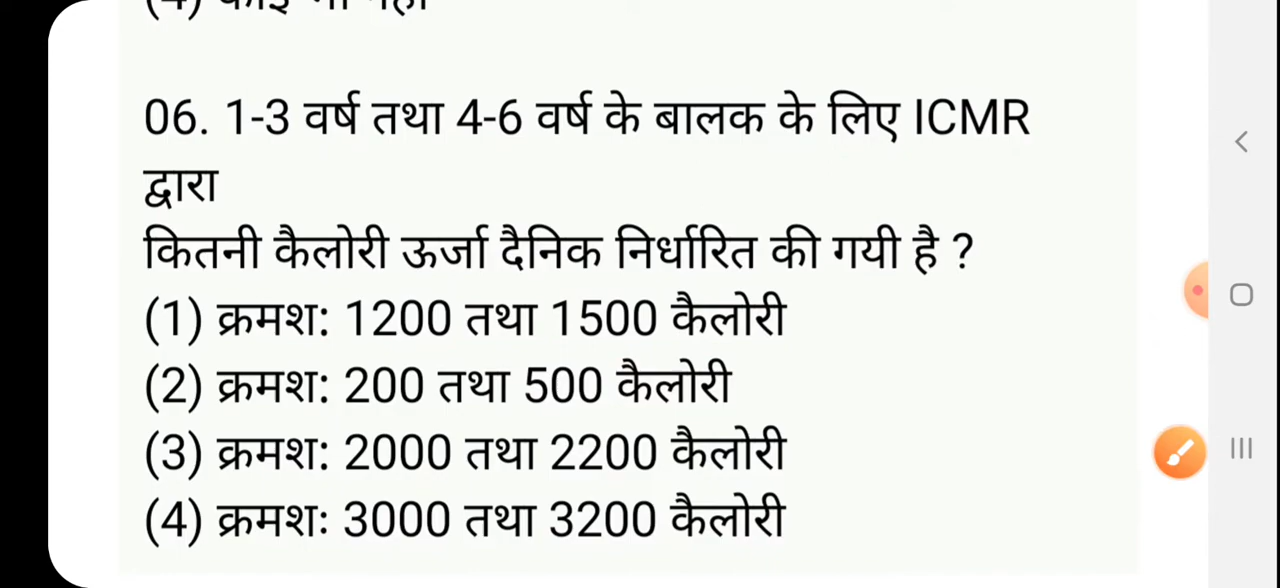 06. 1-3 वर्ष तथा 4-6 वर्ष के बालक के लिए ICMR
द्वारा
कितनी कैलोरी ऊर्जा दैनिक निर्धारित की गयी है ?
(1) क्रमश: 1200 तथा 1500 कैलोरी
(2) क्रमश: 200 तथा 500 कैलोरी
(3) क्रमश: 2000 तथा 2200 कैलोरी
(4) क्रमश: 3000 तथा 3200 कैलोरी